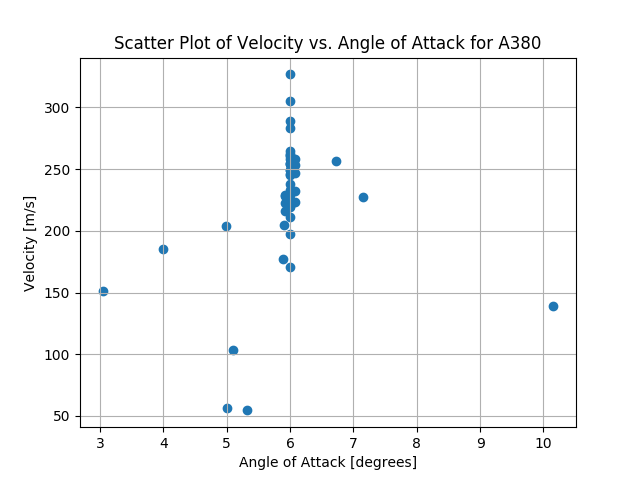 Scatter Plot of Velocity vs. Angle of Attack for A380
300
250
200
150
100
50
Velocity [m/s]
3 4 5 6 7 8 9 10
Angle of Attack [degrees]